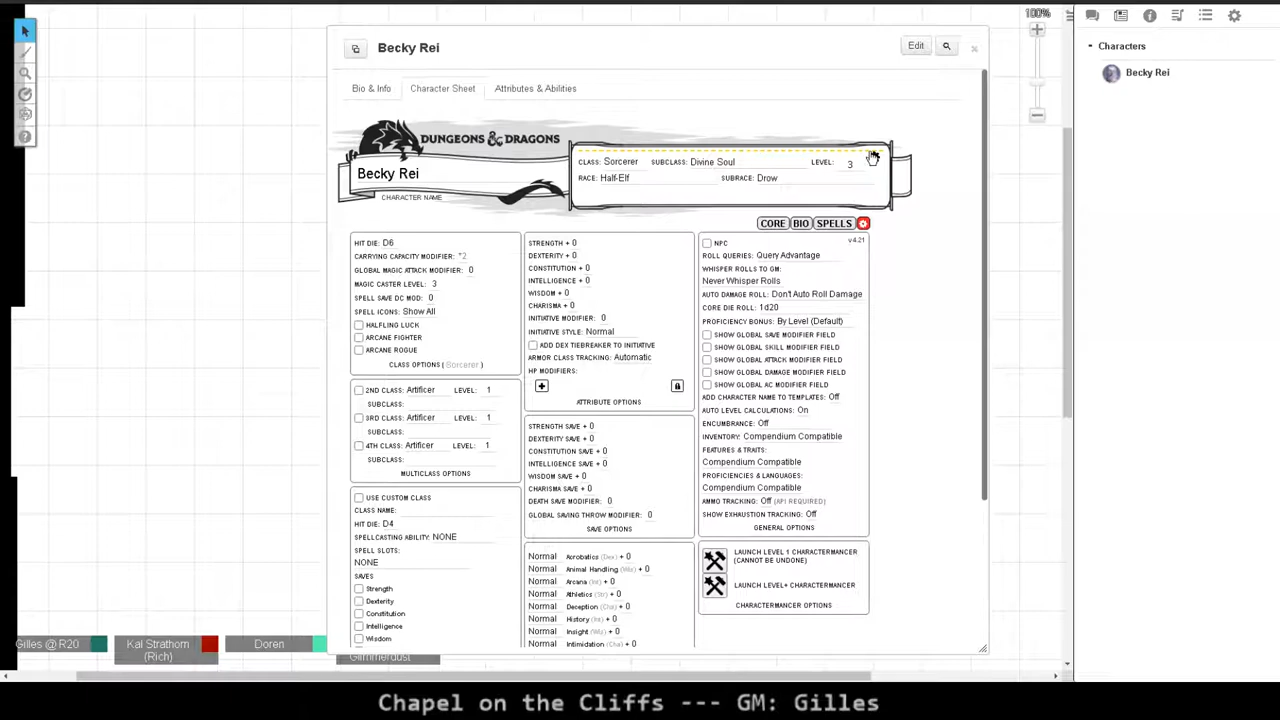 100%
Becky Rei
Edit
Bio & Info
Character Sheet
Attributes & Abilities
DUNGEONS & DRAGONS
Becky Rei
CHARACTER NAME
CLASS: Sorcerer SUBCLASS: Divine Soul LEVEL: 3
RACE: Half-Elf SUBRACE: Drow
CORE BIO SPELLS
HIT DIE: D6
CARRYING CAPACITY MODIFIER: *2
GLOBAL MAGIC ATTACK MODIFIER: 0
MAGIC CASTER LEVEL: 3
SPELL SAVE DC MOD: 0
SPELL ICONS: Show All
HALFLING LUCK
ARCANE FIGHTER
ARCANE ROGUE
CLASS OPTIONS ( Sorcerer )
2ND CLASS: Artificer LEVEL: 1
SUBCLASS:
3RD CLASS: Artificer LEVEL: 1
SUBCLASS:
4TH CLASS: Artificer LEVEL: 1
SUBCLASS:
MULTICLASS OPTIONS
USE CUSTOM CLASS
CLASS NAME:
HIT DIE: D4
SPELLCASTING ABILITY: NONE
SPELL SLOTS:
NONE
SAVES
Strength
Dexterity
Constitution
Intelligence
Wisdom
STRENGTH + 0
DEXTERITY + 0
CONSTITUTION + 0
INTELLIGENCE + 0
WISDOM + 0
CHARISMA + 0
INITIATIVE MODIFIER: 0
INITIATIVE STYLE: Normal
ADD DEX TIEBREAKER TO INITIATIVE
ARMOR CLASS TRACKING: Automatic
HP MODIFIERS:
ATTRIBUTE OPTIONS
STRENGTH SAVE + 0
DEXTERITY SAVE + 0
CONSTITUTION SAVE + 0
INTELLIGENCE SAVE + 0
WISDOM SAVE + 0
CHARISMA SAVE + 0
DEATH SAVE MODIFIER: 0
GLOBAL SAVING THROW MODIFIER: 0
SAVE OPTIONS
Normal Acrobatics (Dex) + 0
Normal Animal Handling (Wis) + 0
Normal Arcana (Int) + 0
Normal Athletics (Str) + 0
Normal Deception (Cha) + 0
Normal History (Int) + 0
Normal Insight (Wis) + 0
Normal Intimidation (Cha) + 0
NPC v4.21
ROLL QUERIES: Query Advantage
WHISPER ROLLS TO GM:
Never Whisper Rolls
AUTO DAMAGE ROLL: Don't Auto Roll Damage
CORE DIE ROLL: 1d20
PROFICIENCY BONUS: By Level (Default)
SHOW GLOBAL SAVE MODIFIER FIELD
SHOW GLOBAL SKILL MODIFIER FIELD
SHOW GLOBAL ATTACK MODIFIER FIELD
SHOW GLOBAL DAMAGE MODIFIER FIELD
SHOW GLOBAL AC MODIFIER FIELD
ADD CHARACTER NAME TO TEMPLATES: Off
AUTO LEVEL CALCULATIONS: On
ENCUMBRANCE: Off
INVENTORY: Compendium Compatible
FEATURES & TRAITS:
Compendium Compatible
PROFICIENCIES & LANGUAGES:
Compendium Compatible
AMMO TRACKING: Off (API REQUIRED)
SHOW EXHAUSTION TRACKING: Off
GENERAL OPTIONS
LAUNCH LEVEL 1 CHARACTERMANCER
(CANNOT BE UNDONE)
LAUNCH LEVEL+ CHARACTERMANCER
CHARACTERMANCER OPTIONS
Characters
Becky Rei
Gilles @ R20
Kal Strathorn
(Rich)
Doren
Glimmerdust
Chapel on the Cliffs --- GM: Gilles